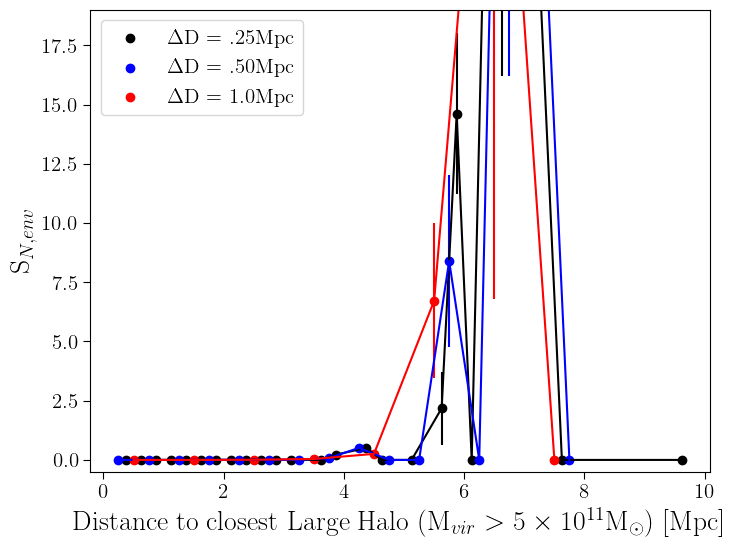 ΔD = .25Mpc
ΔD = .50Mpc
ΔD = 1.0Mpc
17.5
15.0
12.5
10.0
7.5
5.0
2.5
0.0
S_{N,env}
0 2 4 6 8 10
Distance to closest Large Halo (M_{vir} > 5 × 10^{11}M_⊙) [Mpc]